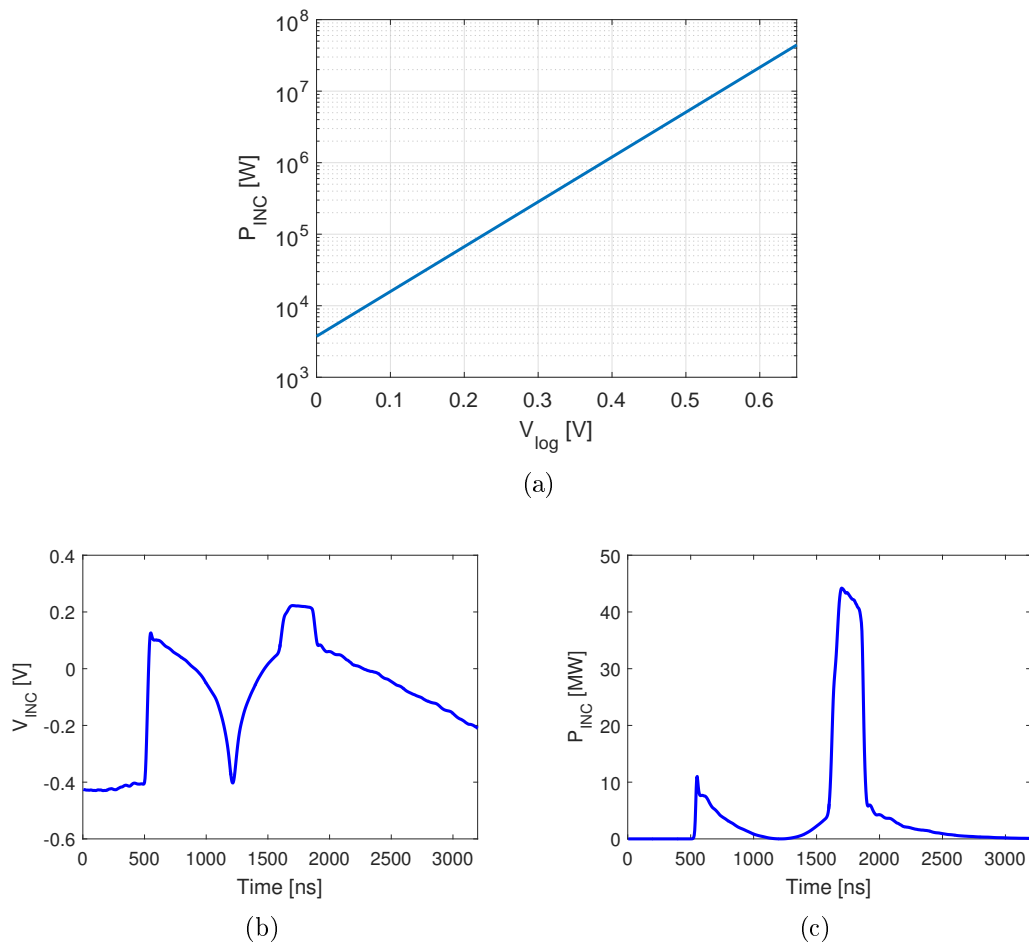 10^8
10^7
10^6
10^5
10^4
10^3
P_INC [W]
0 0.1 0.2 0.3 0.4 0.5 0.6
V_log [V]
(a)
0.4
0.2
0
-0.2
-0.4
-0.6
V_INC [V]
0 500 1000 1500 2000 2500 3000
Time [ns]
(b)
50
40
30
20
10
0
P_INC [MW]
0 500 1000 1500 2000 2500 3000
Time [ns]
(c)